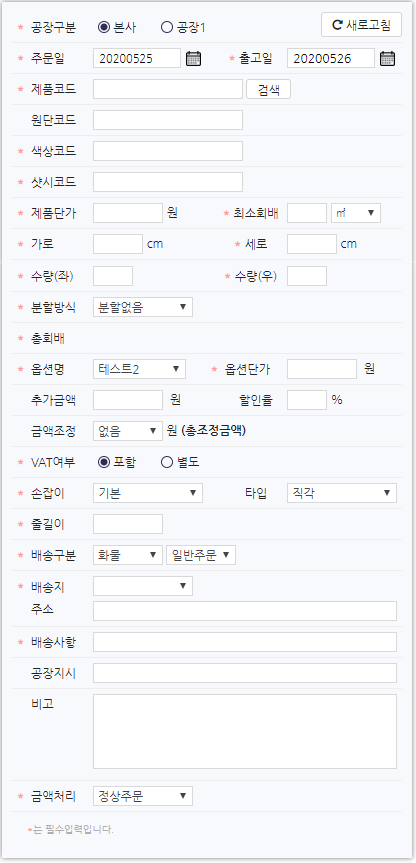 * 공장구분 본사 공장1 새로고침
* 주문일 20200525 * 출고일 20200526
* 제품코드 검색
원단코드
* 색상코드
* 샷시코드
* 제품단가 원 * 최소회배 ㎡
* 가로 cm * 세로 cm
* 수량(좌) * 수량(우)
* 분할방식 분할없음
* 총회배
* 옵션명 테스트2 * 옵션단가 원
추가금액 원 할인율 %
금액조정 없음 원 (총조정금액)
* VAT여부 포함 별도
* 손잡이 기본 타입 직각
* 줄길이
* 배송구분 화물 일반주문
* 배송지
주소
* 배송사항
공장지시
비고
* 금액처리 정상주문
*는 필수입력입니다.